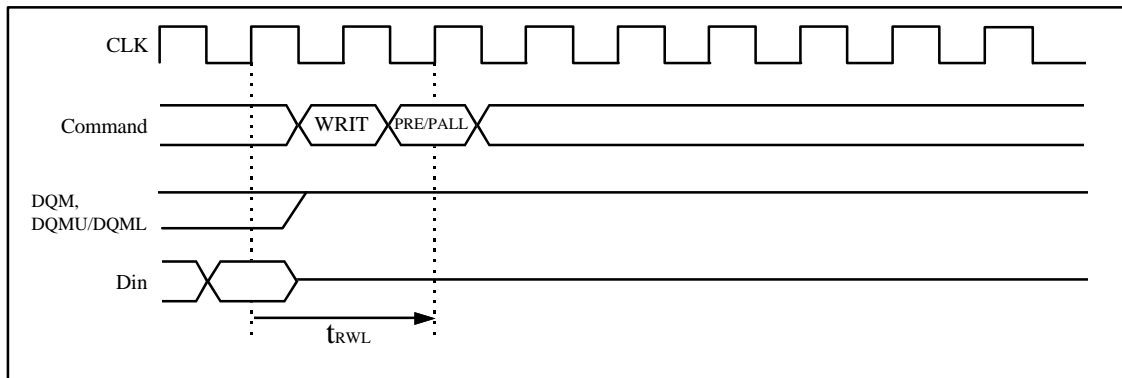 CLK
Command
WRIT
PRE/PALL
DQM,
DQMU/DQML
Din
tRWL